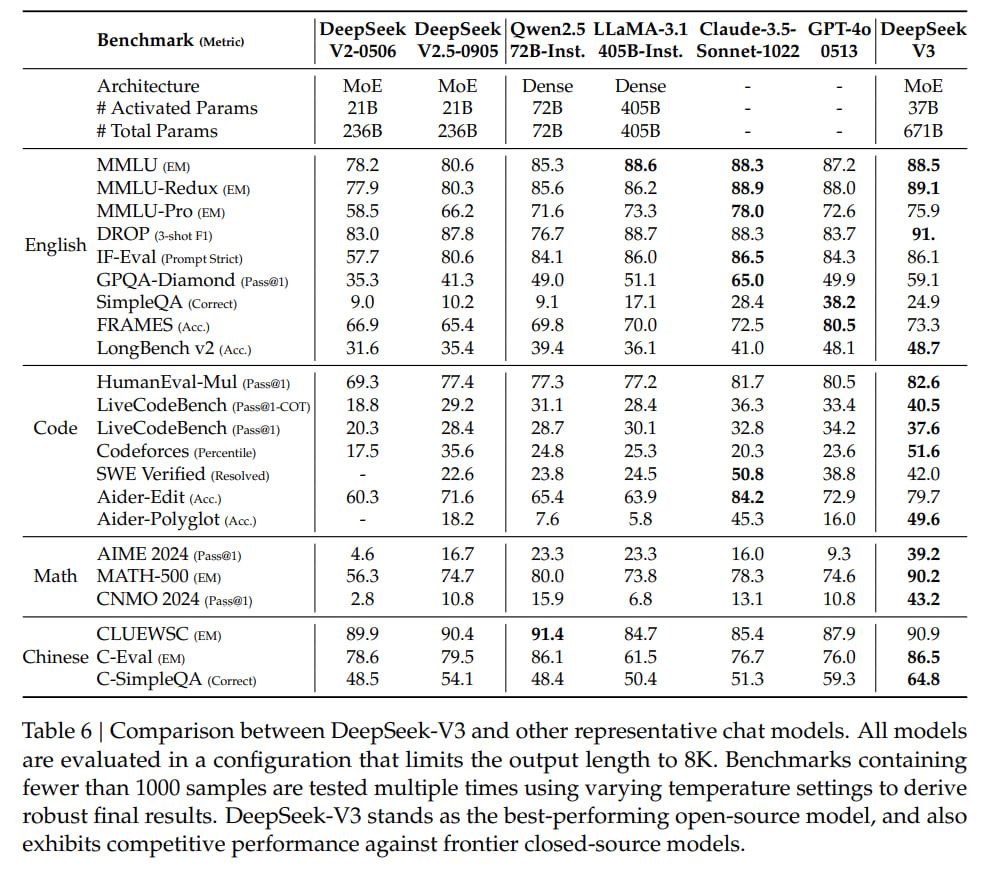 Benchmark (Metric) DeepSeek V2-0506 DeepSeek V2.5-0905 Qwen2.5 72B-Inst. LLaMA-3.1 405B-Inst. Claude-3.5-Sonnet-1022 GPT-4o 0513 DeepSeek V3
Architecture MoE MoE Dense Dense - - MoE
# Activated Params 21B 21B 72B 405B - - 37B
# Total Params 236B 236B 72B 405B - - 671B
English
MMLU (EM) 78.2 80.6 85.3 88.6 88.3 87.2 88.5
MMLU-Redux (EM) 77.9 80.3 85.6 86.2 88.9 88.0 89.1
MMLU-Pro (EM) 58.5 66.2 71.6 73.3 78.0 72.6 75.9
DROP (3-shot F1) 83.0 87.8 76.7 88.7 88.3 83.7 91.
IF-Eval (Prompt Strict) 57.7 80.6 84.1 86.0 86.5 84.3 86.1
GPQA-Diamond (Pass@1) 35.3 41.3 49.0 51.1 65.0 49.9 59.1
SimpleQA (Correct) 9.0 10.2 9.1 17.1 28.4 38.2 24.9
FRAMES (Acc.) 66.9 65.4 69.8 70.0 72.5 80.5 73.3
LongBench v2 (Acc.) 31.6 35.4 39.4 36.1 41.0 48.1 48.7
Code
HumanEval-Mul (Pass@1) 69.3 77.4 77.3 77.2 81.7 80.5 82.6
LiveCodeBench (Pass@1-COT) 18.8 29.2 31.1 28.4 36.3 33.4 40.5
LiveCodeBench (Pass@1) 20.3 28.4 28.7 30.1 32.8 34.2 37.6
Codeforces (Percentile) 17.5 35.6 24.8 25.3 20.3 23.6 51.6
SWE Verified (Resolved) - 22.6 23.8 24.5 50.8 38.8 42.0
Aider-Edit (Acc.) 60.3 71.6 65.4 63.9 84.2 72.9 79.7
Aider-Polyglot (Acc.) - 18.2 7.6 5.8 45.3 16.0 49.6
Math
AIME 2024 (Pass@1) 4.6 16.7 23.3 23.3 16.0 9.3 39.2
MATH-500 (EM) 56.3 74.7 80.0 73.8 78.3 74.6 90.2
CNMO 2024 (Pass@1) 2.8 10.8 15.9 6.8 13.1 10.8 43.2
Chinese
CLUEWSC (EM) 89.9 90.4 91.4 84.7 85.4 87.9 90.9
C-Eval (EM) 78.6 79.5 86.1 61.5 76.7 76.0 86.5
C-SimpleQA (Correct) 48.5 54.1 48.4 50.4 51.3 59.3 64.8
Table 6 | Comparison between DeepSeek-V3 and other representative chat models. All models
are evaluated in a configuration that limits the output length to 8K. Benchmarks containing
fewer than 1000 samples are tested multiple times using varying temperature settings to derive
robust final results. DeepSeek-V3 stands as the best-performing open-source model, and also
exhibits competitive performance against frontier closed-source models.